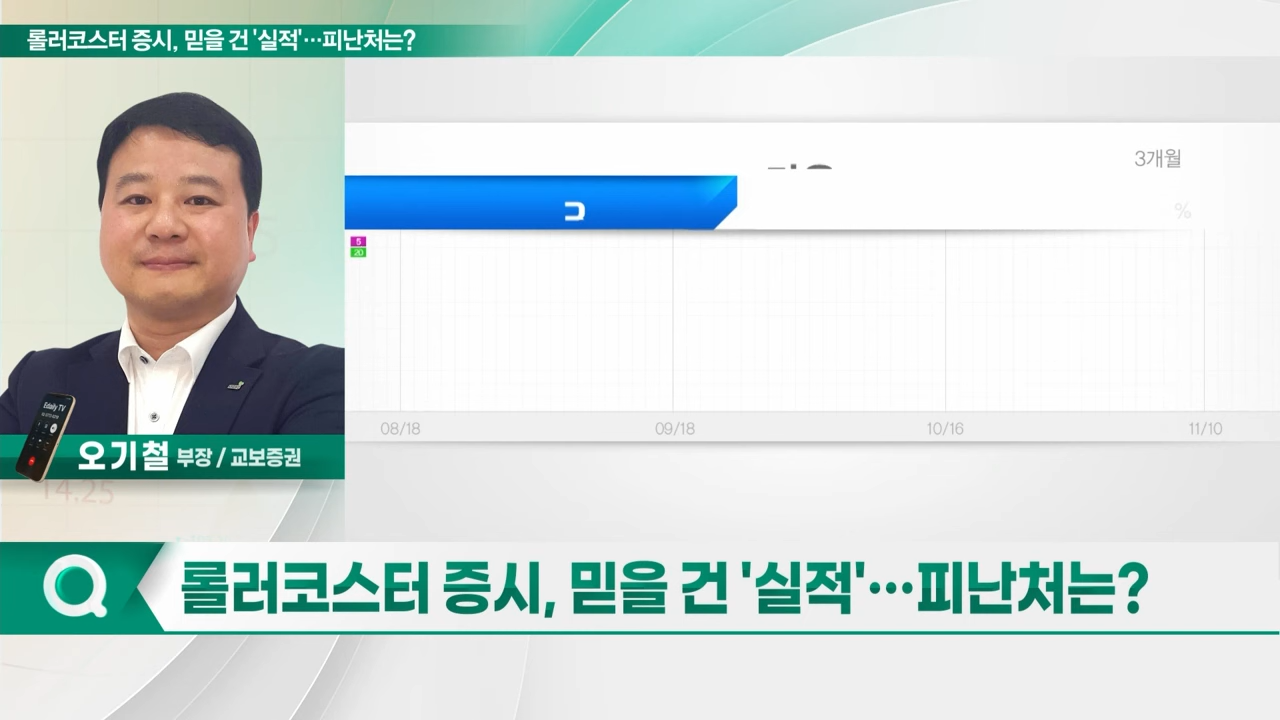 롤러코스터 증시, 믿을 건 '실적'…피난처는?
3개월
%
5
20
08/18
09/18
10/16
11/10
Edaily TV
오기철 부장 / 교보증권
14.25
롤러코스터 증시, 믿을 건 '실적'…피난처는?